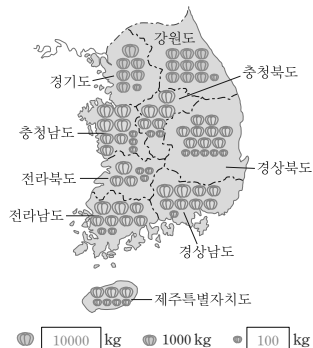 강원도
경기도
충청북도
충청남도
전라북도
경상북도
전라남도
경상남도
제주특별자치도
10000 kg 1000 kg 100 kg